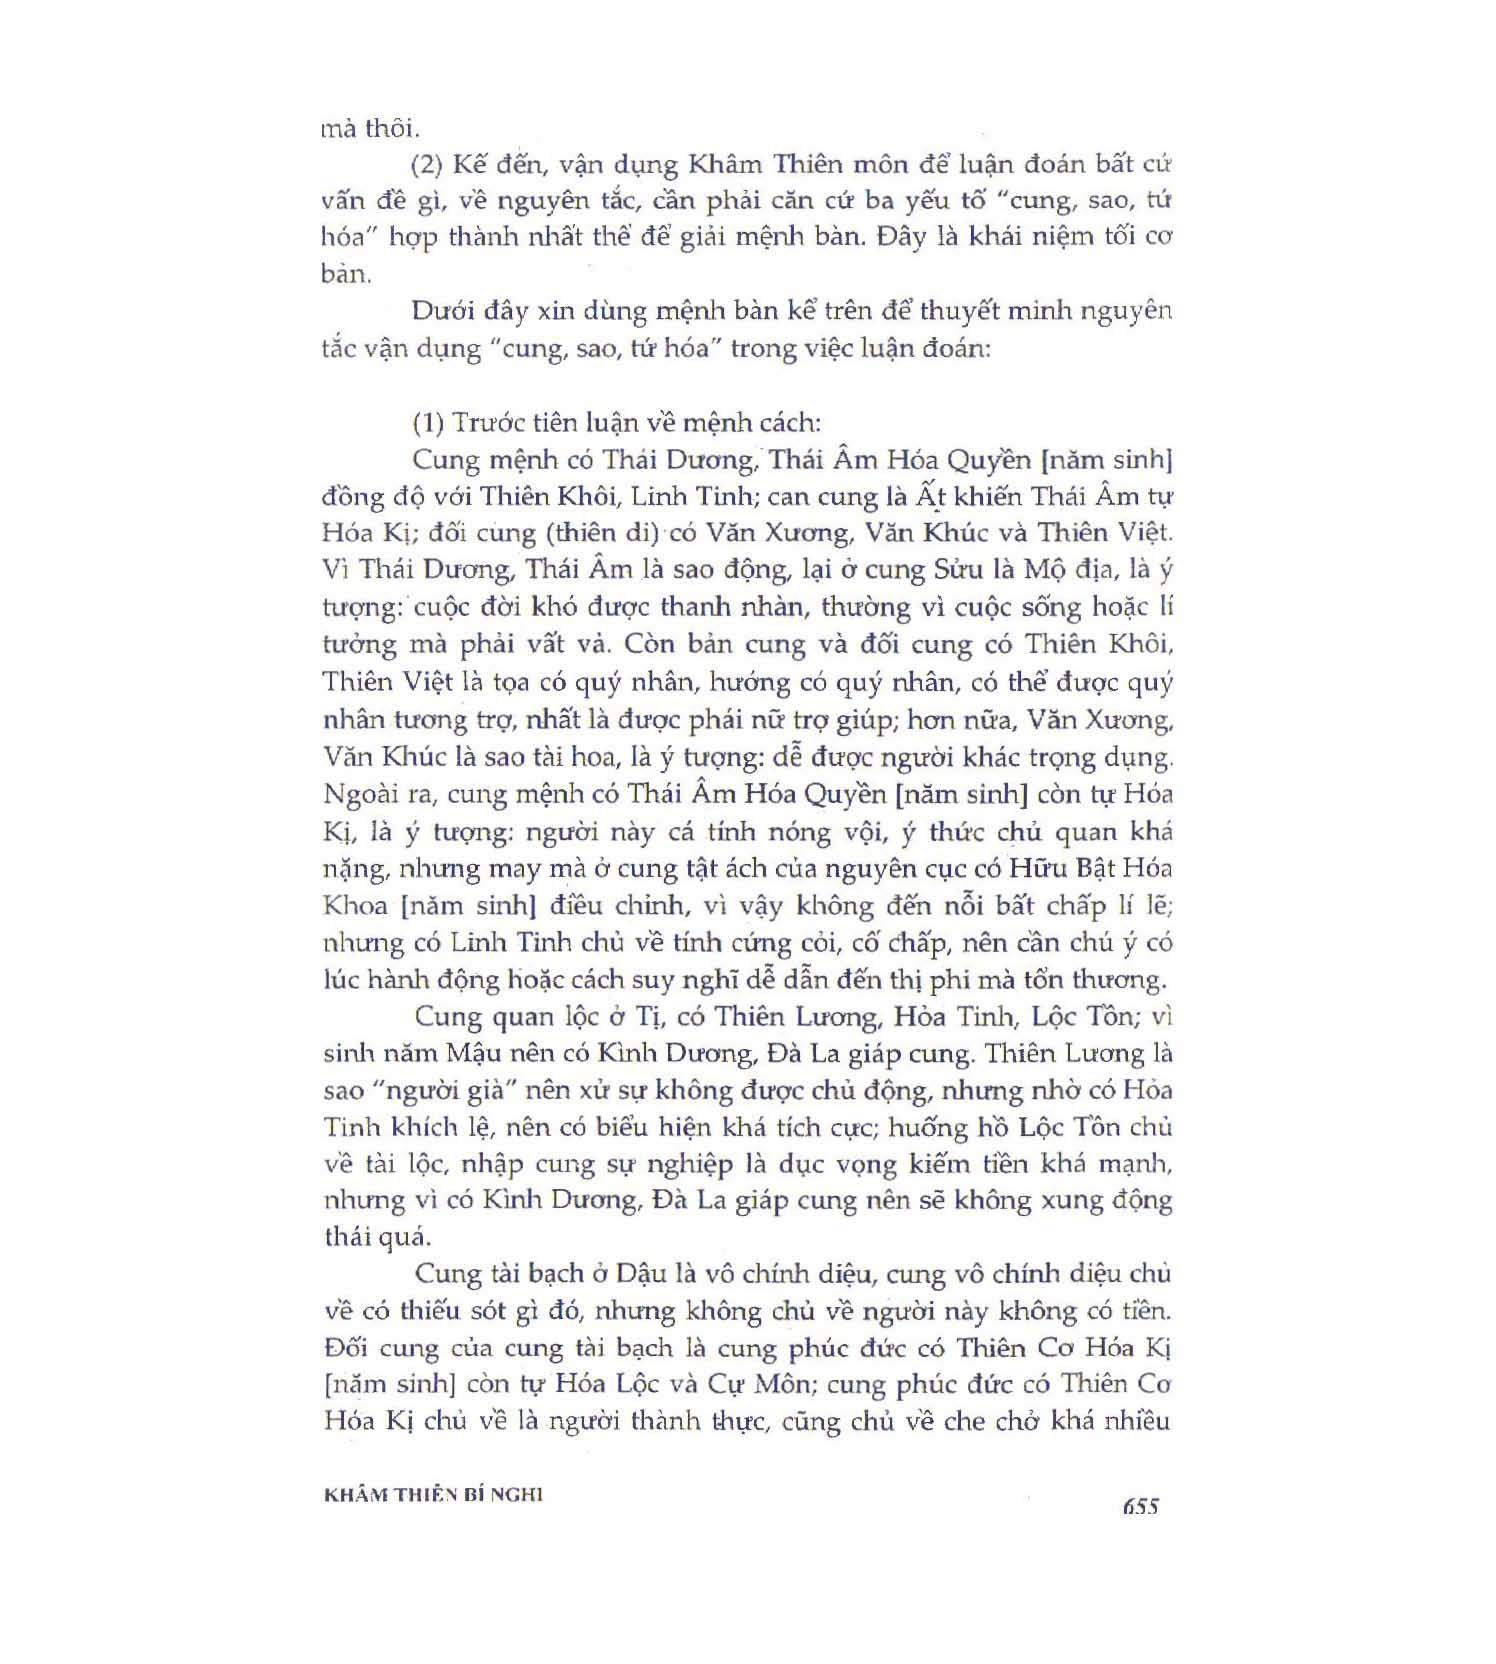 mà thôi.
(2) Kế đến, vận dụng Khâm Thiên môn để luận đoán bất cứ
vấn đề gì, về nguyên tắc, cần phải căn cứ ba yếu tố "cung, sao, tứ
hóa" hợp thành nhất thể để giải mệnh bàn. Đây là khái niệm tối cơ
bản.
Dưới đây xin dùng mệnh bàn kể trên để thuyết minh nguyên
tắc vận dụng "cung, sao, tứ hóa" trong việc luận đoán:
(1) Trước tiên luận về mệnh cách:
Cung mệnh có Thái Dương, Thái Âm Hóa Quyền [năm sinh]
đồng độ với Thiên Khôi, Linh Tinh; can cung là Ất khiến Thái Âm tự
Hóa Kị; đối cung (thiên di) có Văn Xương, Văn Khúc và Thiên Việt.
Vì Thái Dương, Thái Âm là sao động, lại ở cung Sửu là Mộ địa, là ý
tượng: cuộc đời khó được thanh nhàn, thường vì cuộc sống hoặc lí
tưởng mà phải vất vả. Còn bản cung và đối cung có Thiên Khôi,
Thiên Việt là tọa có quý nhân, hướng có quý nhân, có thể được quý
nhân tương trợ, nhất là được phái nữ trợ giúp; hơn nữa, Văn Xương,
Văn Khúc là sao tài hoa, là ý tượng: dễ được người khác trọng dụng.
Ngoài ra, cung mệnh có Thái Âm Hóa Quyền [năm sinh] còn tự Hóa
Kị, là ý tượng: người này cá tính nóng vội, ý thức chủ quan khá
nặng, nhưng may mà ở cung tật ách của nguyên cục có Hữu Bật Hóa
Khoa [năm sinh] điều chỉnh, vì vậy không đến nỗi bất chấp lí lẽ;
nhưng có Linh Tinh chủ về tính cứng cỏi, cố chấp, nên cần chú ý có
lúc hành động hoặc cách suy nghĩ dễ dẫn đến thị phi mà tổn thương.
Cung quan lộc ở Tị, có Thiên Lương, Hỏa Tinh, Lộc Tồn; vì
sinh năm Mậu nên có Kình Dương, Đà La giáp cung. Thiên Lương là
sao "người già" nên xử sự không được chủ động, nhưng nhờ có Hỏa
Tinh khích lệ, nên có biểu hiện khá tích cực; huống hồ Lộc Tồn chủ
về tài lộc, nhập cung sự nghiệp là dục vọng kiếm tiền khá mạnh,
nhưng vì có Kình Dương, Đà La giáp cung nên sẽ không xung động
thái quá.
Cung tài bạch ở Dậu là vô chính diệu, cung vô chính diệu chủ
về có thiếu sót gì đó, nhưng không chủ về người này không có tiền.
Đối cung của cung tài bạch là cung phúc đức có Thiên Cơ Hóa Kị
[năm sinh] còn tự Hóa Lộc và Cự Môn; cung phúc đức có Thiên Cơ
Hóa Kị chủ về là người thành thực, cũng chủ về che chở khá nhiều
KHÂM THIÊN BÍ NGHI
655